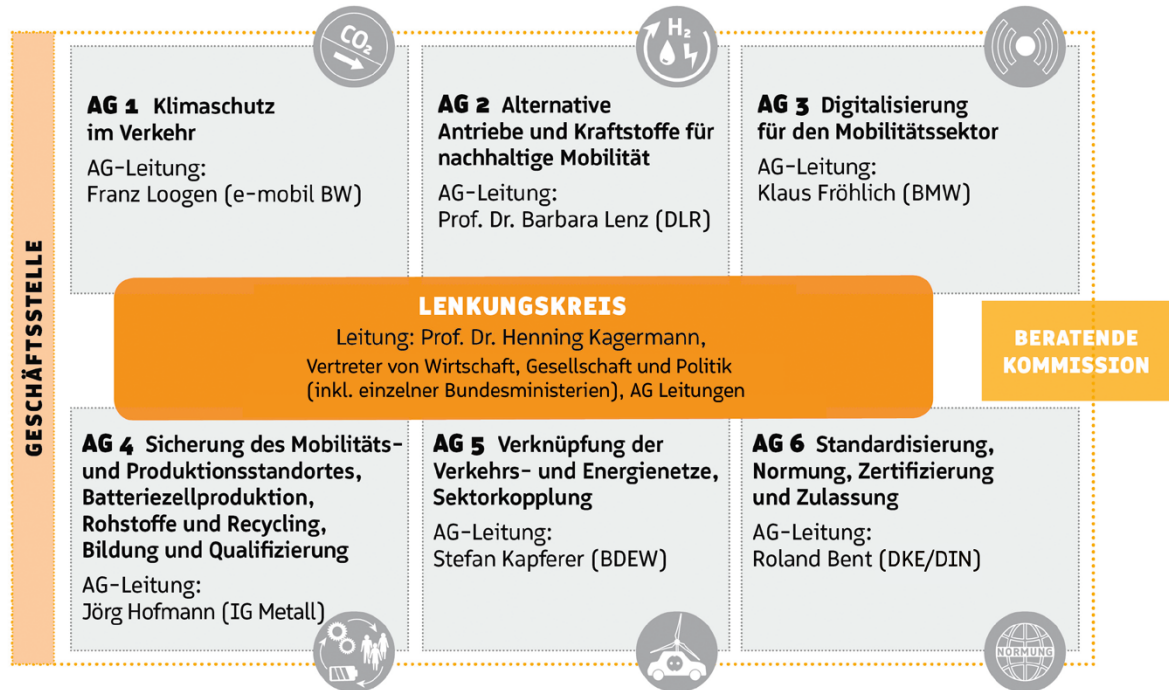 GESCHÄFTSSTELLE
CO₂
AG 1 Klimaschutz
im Verkehr
AG-Leitung:
Franz Loogen (e-mobil BW)
H₂
AG 2 Alternative
Antriebe und Kraftstoffe für
nachhaltige Mobilität
AG-Leitung:
Prof. Dr. Barbara Lenz (DLR)
AG 3 Digitalisierung
für den Mobilitätssektor
AG-Leitung:
Klaus Fröhlich (BMW)
LENKUNGSKREIS
Leitung: Prof. Dr. Henning Kagermann,
Vertreter von Wirtschaft, Gesellschaft und Politik
(inkl. einzelner Bundesministerien), AG Leitungen
BERATENDE
KOMMISSION
AG 4 Sicherung des Mobilitäts-
und Produktionsstandortes,
Batteriezellproduktion,
Rohstoffe und Recycling,
Bildung und Qualifizierung
AG-Leitung:
Jörg Hofmann (IG Metall)
AG 5 Verknüpfung der
Verkehrs- und Energienetze,
Sektorkopplung
AG-Leitung:
Stefan Kapferer (BDEW)
AG 6 Standardisierung,
Normung, Zertifizierung
und Zulassung
AG-Leitung:
Roland Bent (DKE/DIN)
NORMUNG